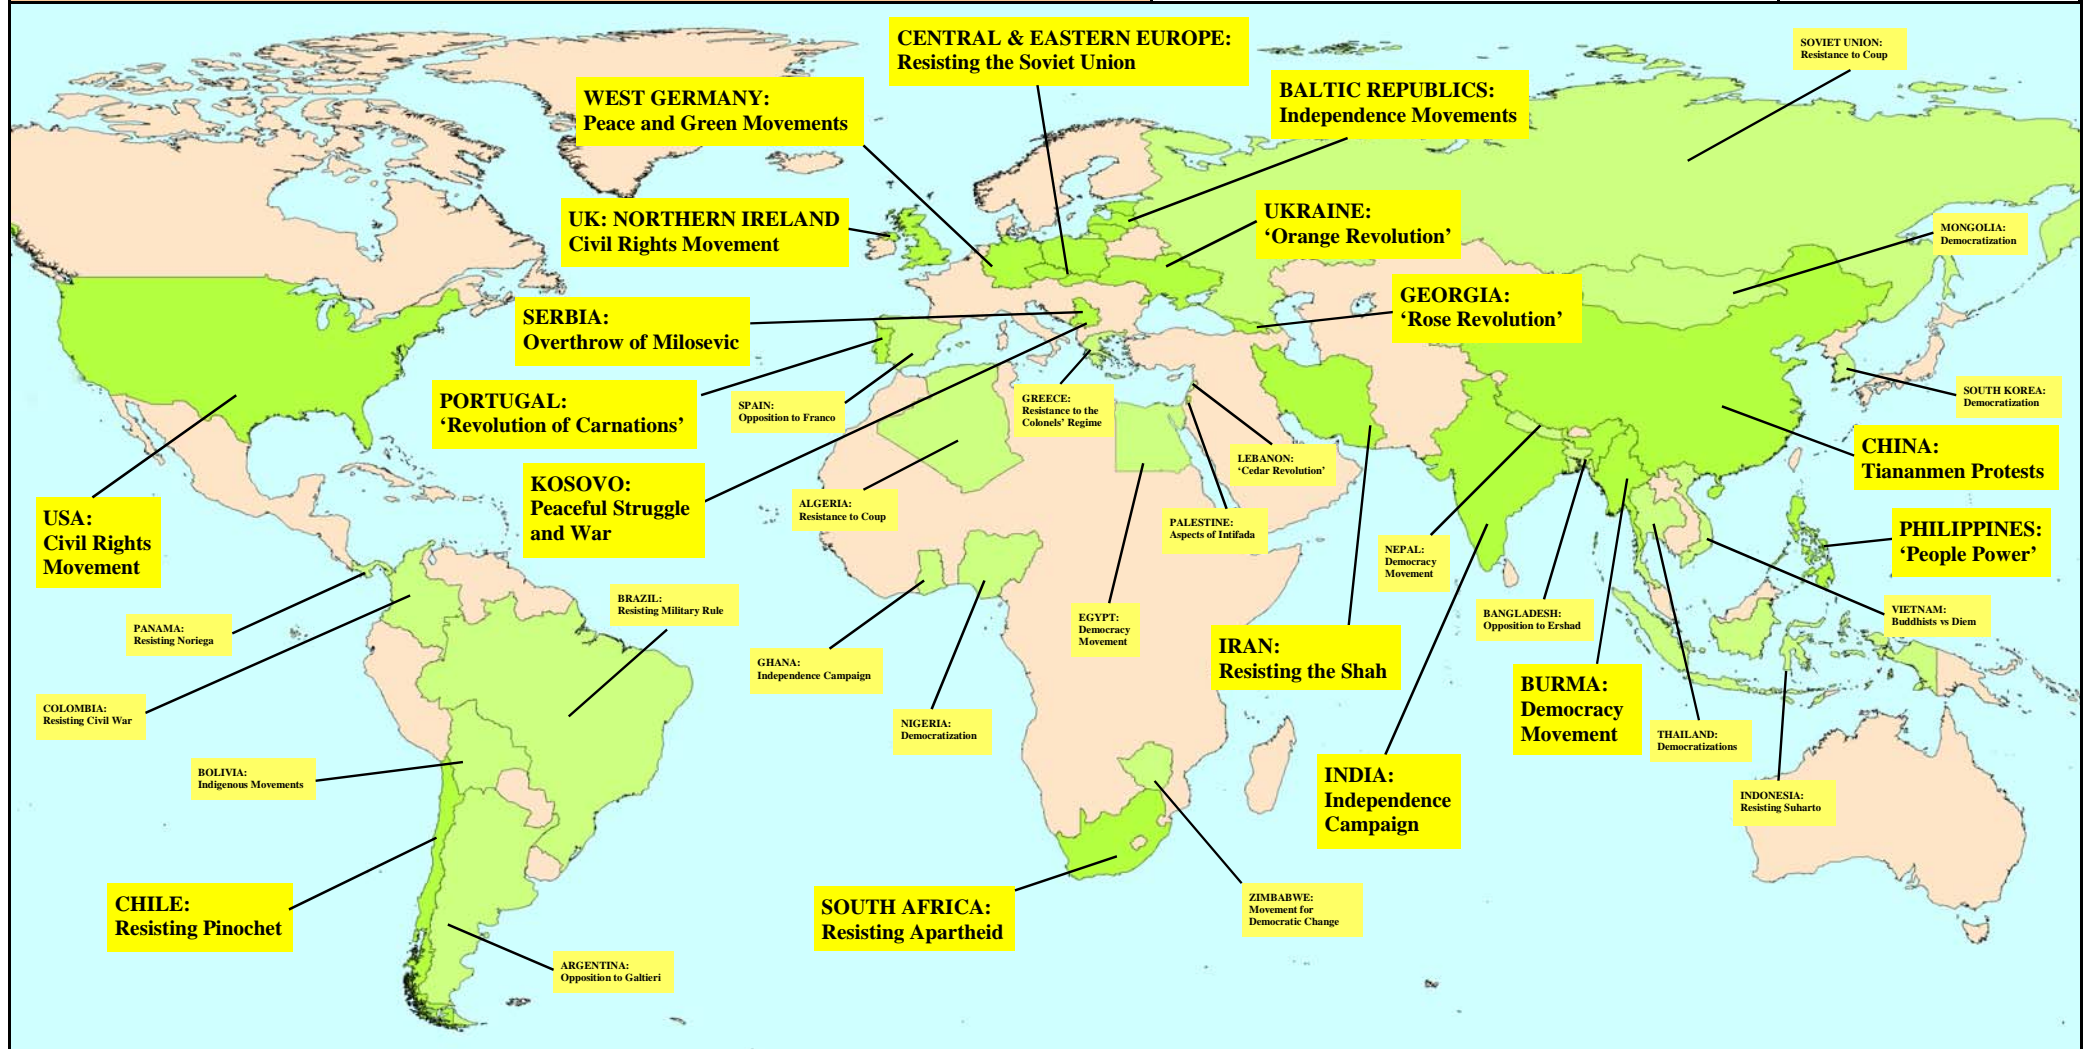 SOVIET UNION:
Resistance to Coup
CENTRAL & EASTERN EUROPE:
Resisting the Soviet Union
WEST GERMANY:
Peace and Green Movements
BALTIC REPUBLICS:
Independence Movements
UK: NORTHERN IRELAND
Civil Rights Movement
UKRAINE:
‘Orange Revolution’
MONGOLIA:
Democratization
GEORGIA:
‘Rose Revolution’
SERBIA:
Overthrow of Milosevic
PORTUGAL:
‘Revolution of Carnations’
SPAIN:
Opposition to Franco
GREECE:
Resistance to the
Colonels’ Regime
SOUTH KOREA:
Democratization
LEBANON:
‘Cedar Revolution’
CHINA:
Tiananmen Protests
KOSOVO:
Peaceful Struggle
and War
ALGERIA:
Resistance to Coup
PALESTINE:
Aspects of Intifada
USA:
Civil Rights
Movement
PHILIPPINES:
‘People Power’
NEPAL:
Democracy
Movement
BRAZIL:
Resisting Military Rule
PANAMA:
Resisting Noriega
EGYPT:
Democracy
Movement
BANGLADESH:
Opposition to Ershad
VIETNAM:
Buddhists vs Diem
IRAN:
Resisting the Shah
GHANA:
Independence Campaign
COLOMBIA:
Resisting Civil War
NIGERIA:
Democratization
BURMA:
Democracy
Movement
THAILAND:
Democratizations
BOLIVIA:
Indigenous Movements
INDIA:
Independence
Campaign
INDONESIA:
Resisting Suharto
CHILE:
Resisting Pinochet
SOUTH AFRICA:
Resisting Apartheid
ZIMBABWE:
Movement for
Democratic Change
ARGENTINA:
Opposition to Galtieri